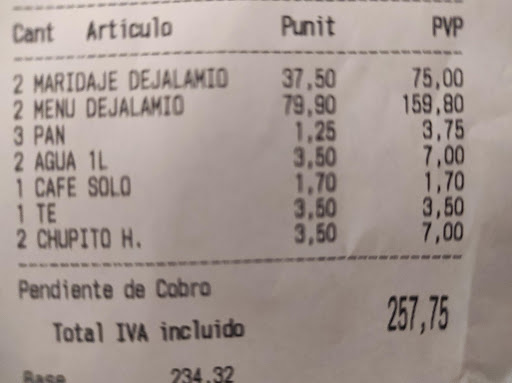 Cant Artículo Punit PVP
2 MARIDAJE DEJALAMIO 37,50 75,00
2 MENU DEJALAMIO 79,90 159,80
3 PAN 1,25 3,75
2 AGUA 1L 3,50 7,00
1 CAFE SOLO 1,70 1,70
1 TE 3,50 3,50
2 CHUPITO H. 3,50 7,00
Pendiente de Cobro
257,75
Total IVA incluido
Base 234,32